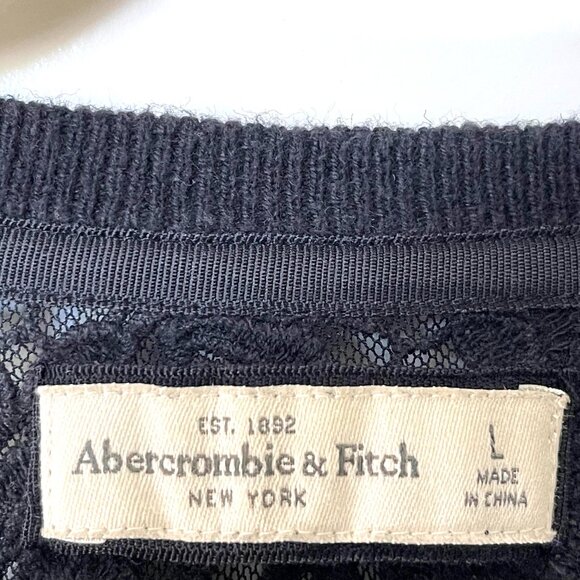 EST. 1892
Abercrombie & Fitch
NEW YORK
L
MADE
IN CHINA